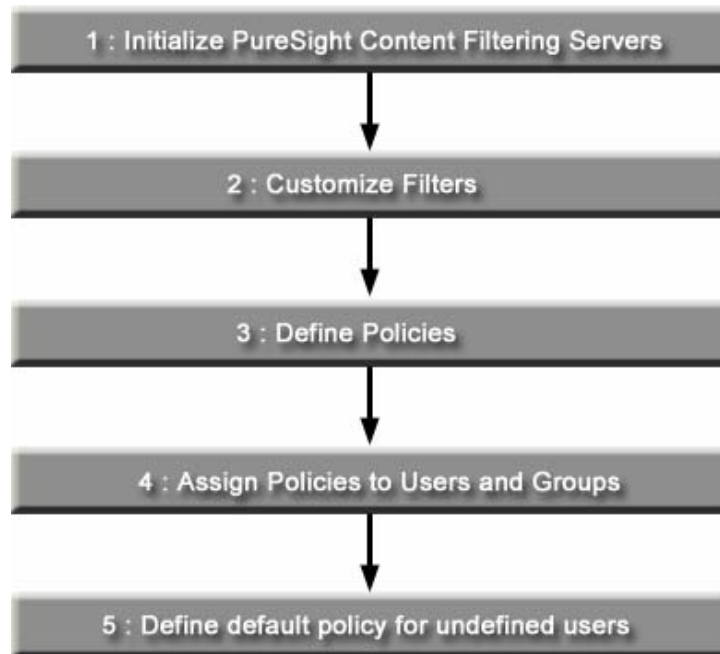 1 : Initialize PureSight Content Filtering Servers
2 : Customize Filters
3 : Define Policies
4 : Assign Policies to Users and Groups
5 : Define default policy for undefined users